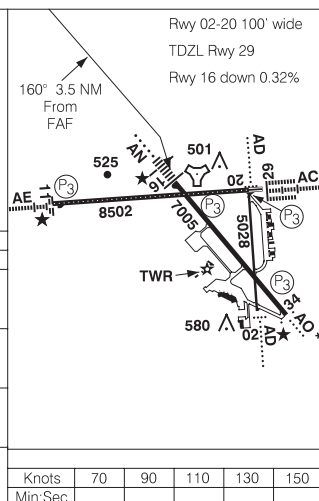 Rwy 02-20 100' wide
TDZL Rwy 29
Rwy 16 down 0.32%
160° 3.5 NM
From
FAF
501
AD
525
AN
16
20
29
AC
11
P3
AE
8502
7005
P3
5028
P3
TWR
P3
34
580
02
AD
AO
Knots 70 90 110 130 150
Min:Sec